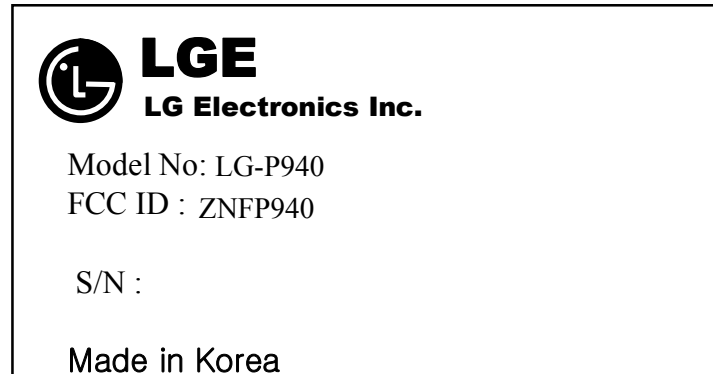 LGE
LG Electronics Inc.
Model No: LG-P940
FCC ID : ZNFP940
S/N :
Made in Korea